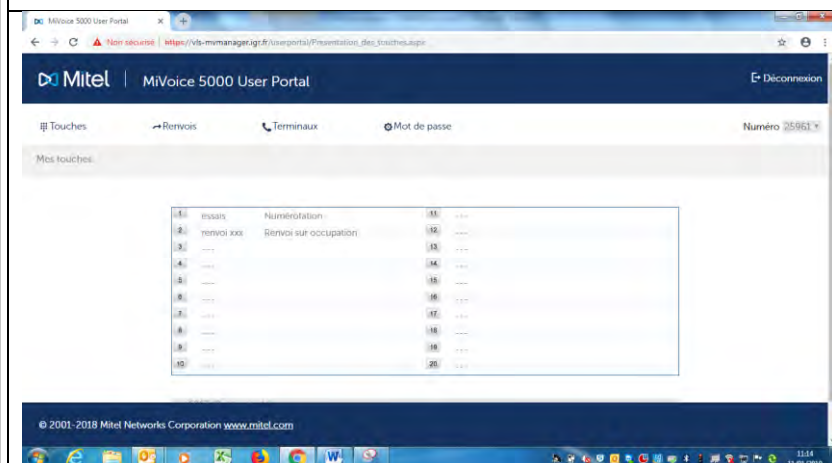 MiVoice 5000 User Portal
Non sécurisé https://vls-mvmanager.igr.fr/userportal/Presentation_des_touches.aspx
Mitel | MiVoice 5000 User Portal Déconnexion
Touches Renvois Terminaux Mot de passe Numéro 25961
Mes touches
1 essais Numérotation 11 ...
2 renvoi xxx Renvoi sur occupation 12 ...
3 ... 13 ...
4 ... 14 ...
5 ... 15 ...
6 ... 16 ...
7 ... 17 ...
8 ... 18 ...
9 ... 19 ...
10 ... 20 ...
© 2001-2018 Mitel Networks Corporation www.mitel.com
11:14